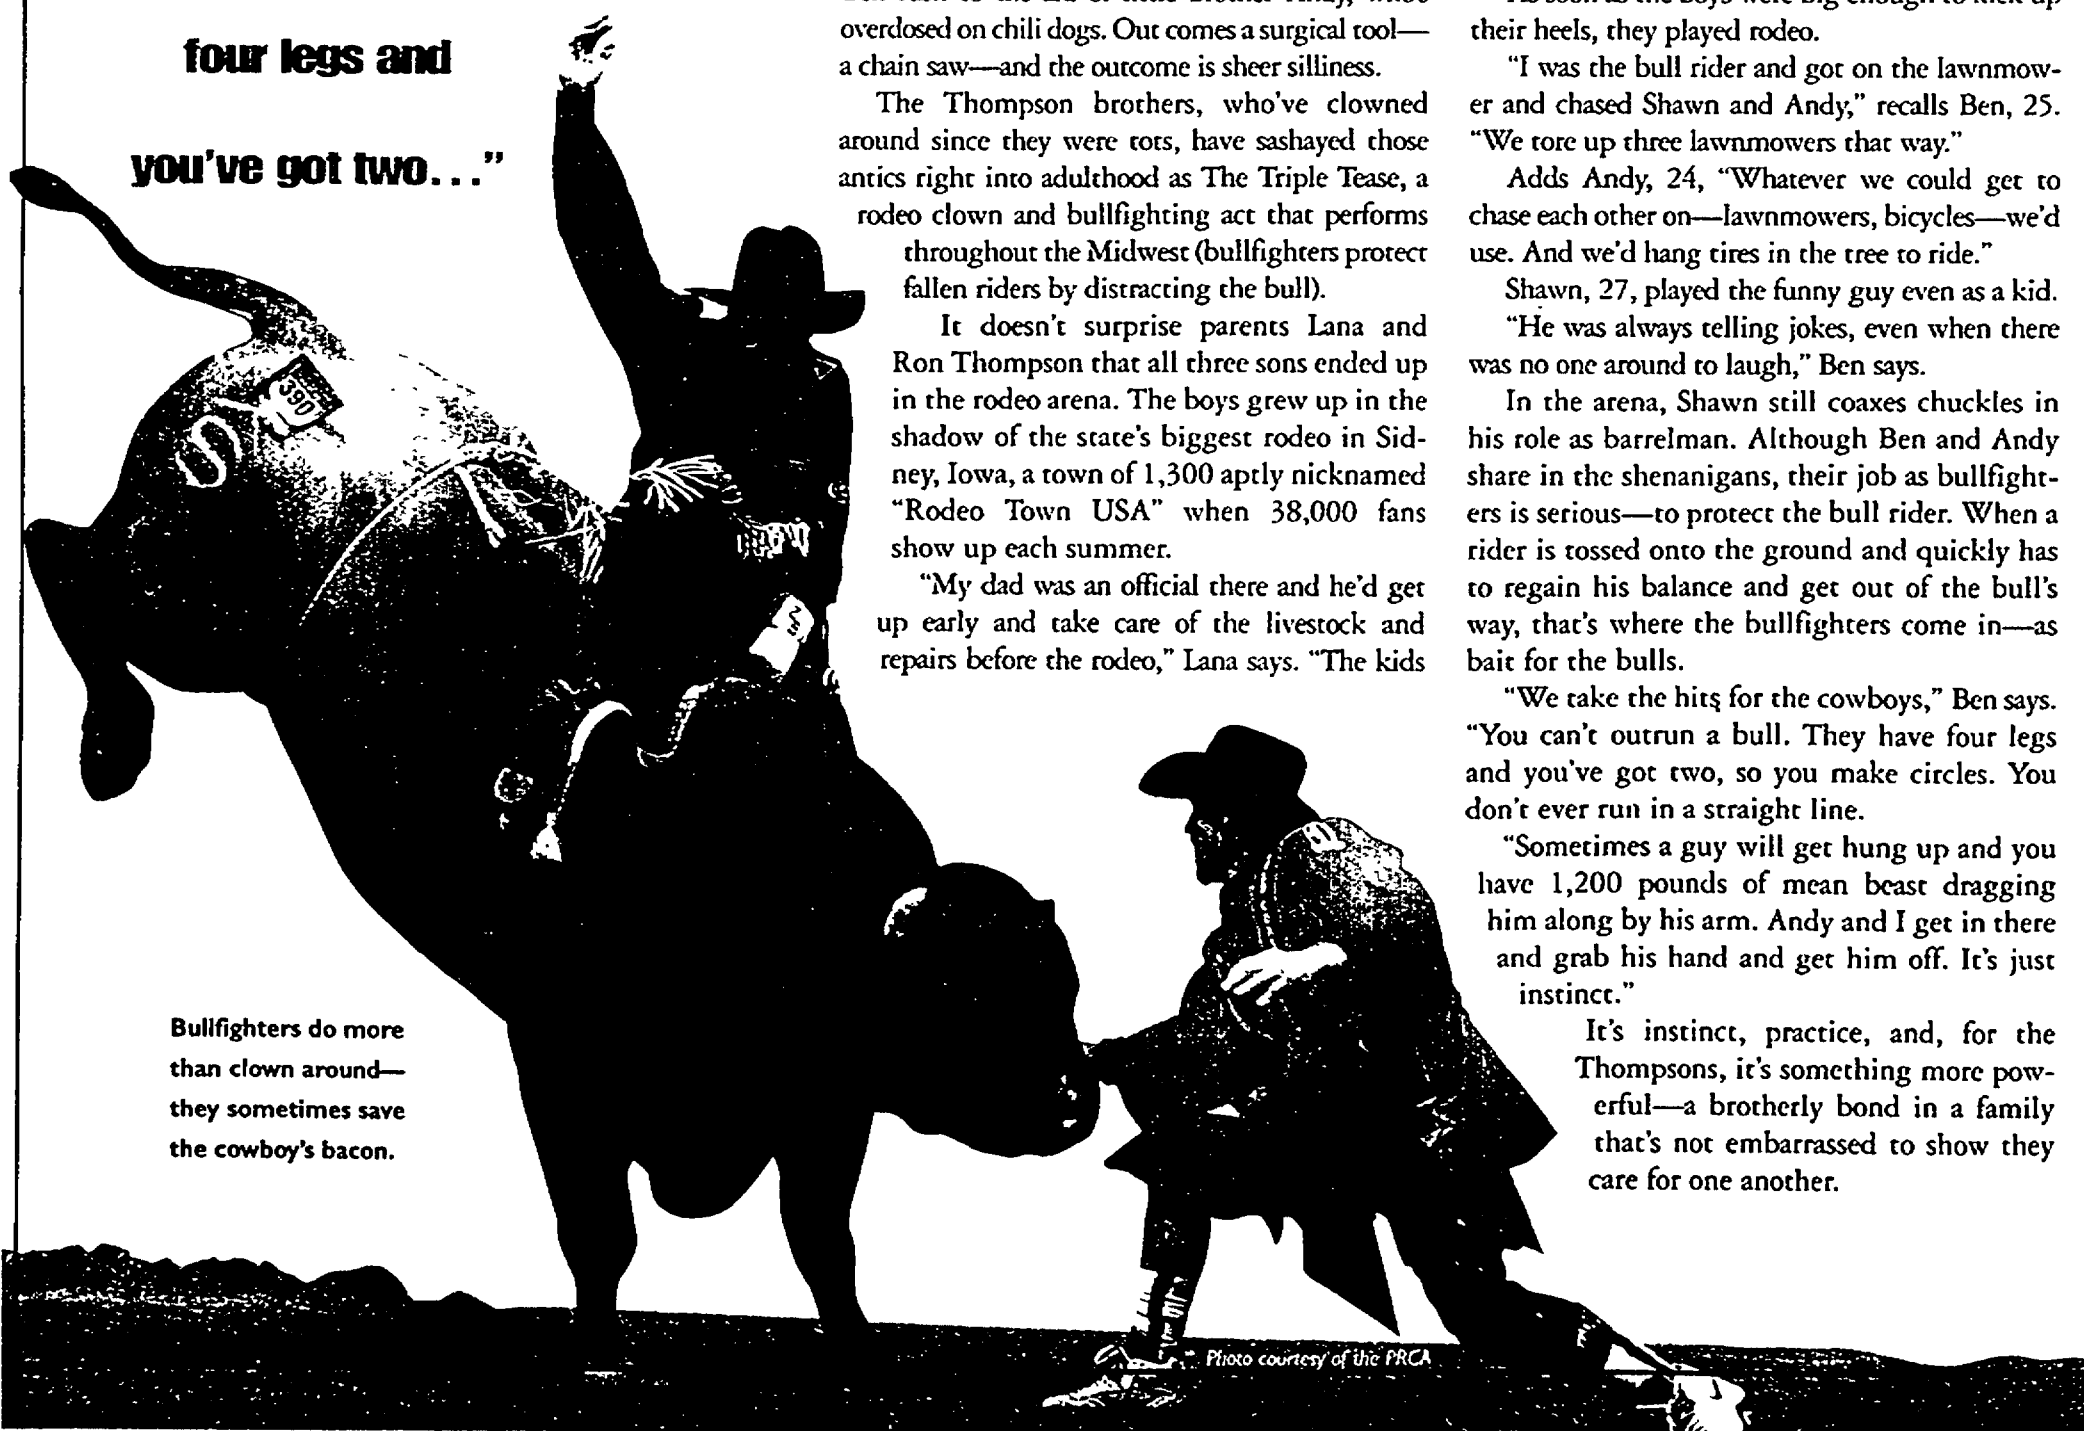 four legs and
you've got two..."
overdosed on chili dogs. Out comes a surgical tool—
a chain saw—and the outcome is sheer silliness.
The Thompson brothers, who've clowned
around since they were tots, have sashayed those
antics right into adulthood as The Triple Tease, a
rodeo clown and bullfighting act that performs
throughout the Midwest (bullfighters protect
fallen riders by distracting the bull).
It doesn't surprise parents Lana and
Ron Thompson that all three sons ended up
in the rodeo arena. The boys grew up in the
shadow of the state's biggest rodeo in Sid-
ney, Iowa, a town of 1,300 aptly nicknamed
"Rodeo Town USA" when 38,000 fans
show up each summer.
"My dad was an official there and he'd get
up early and take care of the livestock and
repairs before the rodeo," Lana says. "The kids
As soon as the boys were big enough to kick up
their heels, they played rodeo.
"I was the bull rider and got on the lawnmow-
er and chased Shawn and Andy," recalls Ben, 25.
"We tore up three lawnmowers that way."
Adds Andy, 24, "Whatever we could get to
chase each other on—lawnmowers, bicycles—we'd
use. And we'd hang tires in the tree to ride."
Shawn, 27, played the funny guy even as a kid.
"He was always telling jokes, even when there
was no one around to laugh," Ben says.
In the arena, Shawn still coaxes chuckles in
his role as barrelman. Although Ben and Andy
share in the shenanigans, their job as bullfight-
ers is serious—to protect the bull rider. When a
rider is tossed onto the ground and quickly has
to regain his balance and get out of the bull's
way, that's where the bullfighters come in—as
bait for the bulls.
"We take the hits for the cowboys," Ben says.
"You can't outrun a bull. They have four legs
and you've got two, so you make circles. You
don't ever run in a straight line.
"Sometimes a guy will get hung up and you
have 1,200 pounds of mean beast dragging
him along by his arm. Andy and I get in there
and grab his hand and get him off. It's just
instinct."
It's instinct, practice, and, for the
Thompsons, it's something more pow-
erful—a brotherly bond in a family
that's not embarrassed to show they
care for one another.
390
Bullfighters do more
than clown around—
they sometimes save
the cowboy's bacon.
Photo courtesy of the PRCA